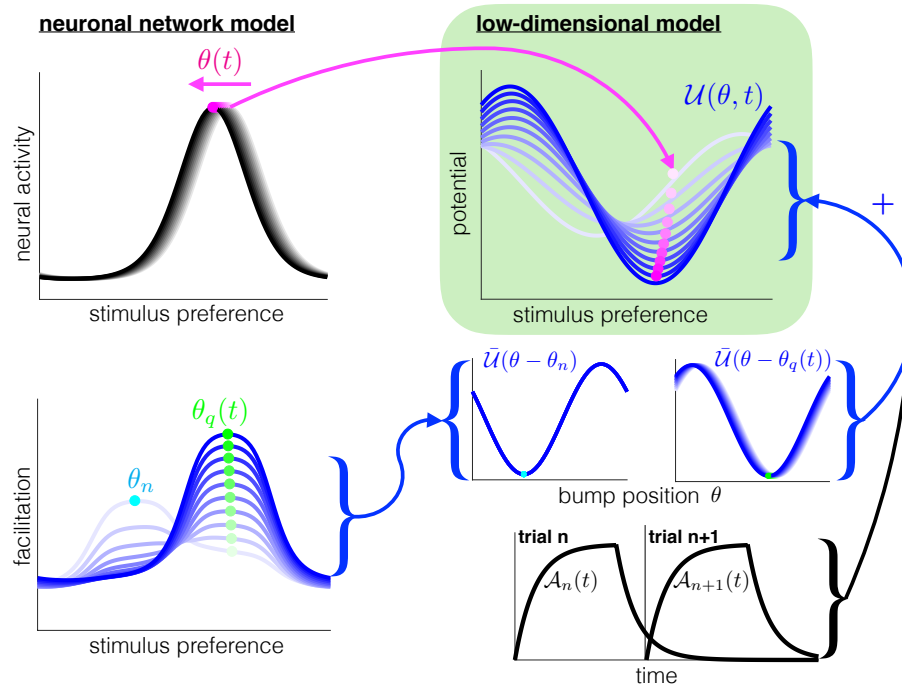 neuronal network model
low-dimensional model
θ(t)
neural activity
stimulus preference
𝒰(θ, t)
potential
stimulus preference
+
θ_q(t)
θ_n
facilitation
stimulus preference
𝒰̄(θ − θ_n)
𝒰̄(θ − θ_q(t))
bump position θ
trial n
trial n+1
𝒜_n(t)
𝒜_{n+1}(t)
time